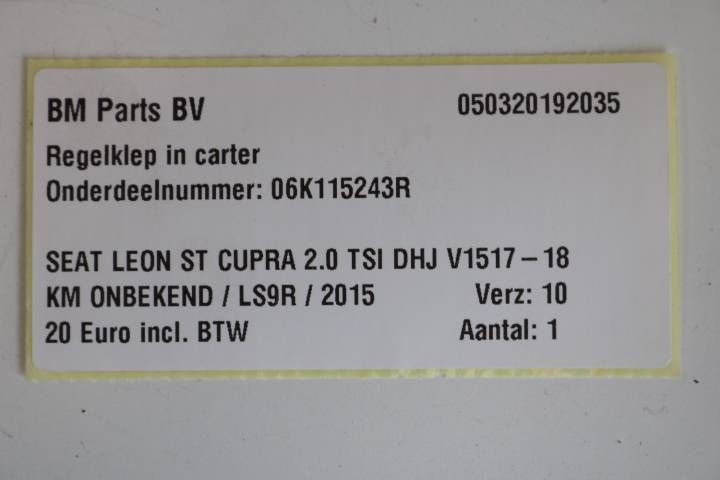 BM Parts BV 050320192035
Regelklep in carter
Onderdeelnummer: 06K115243R
SEAT LEON ST CUPRA 2.0 TSI DHJ V1517 – 18
KM ONBEKEND / LS9R / 2015 Verz: 10
20 Euro incl. BTW Aantal: 1